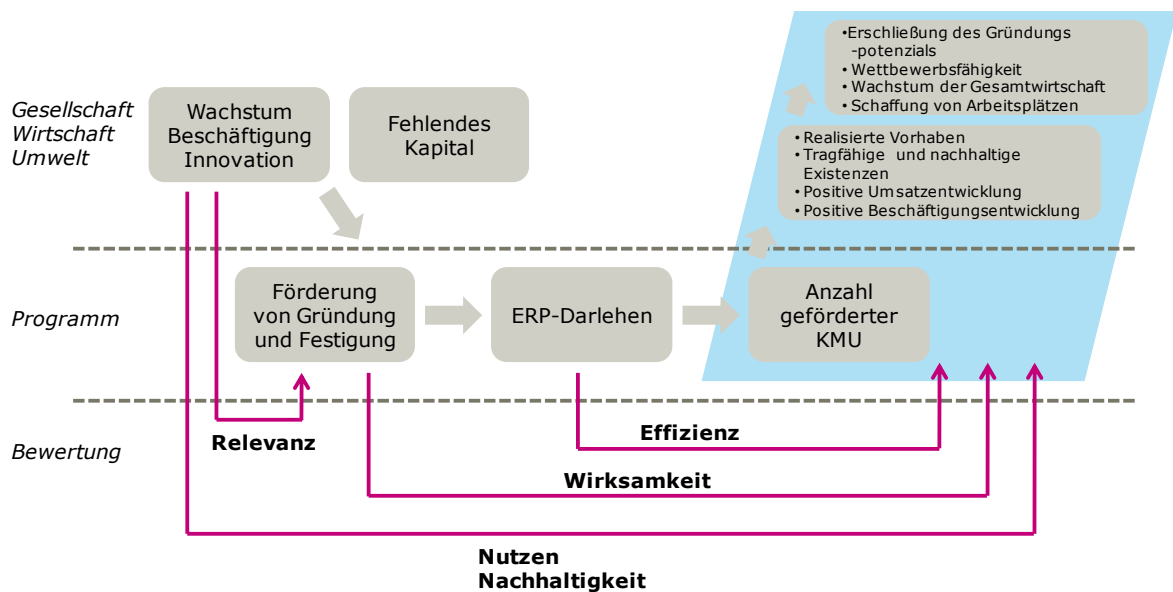 •Erschließung des Gründungs
-potenzials
•Wettbewerbsfähigkeit
•Wachstum der Gesamtwirtschaft
•Schaffung von Arbeitsplätzen
Gesellschaft
Wirtschaft
Umwelt
Wachstum
Beschäftigung
Innovation
Fehlendes
Kapital
•Realisierte Vorhaben
•Tragfähige und nachhaltige
Existenzen
•Positive Umsatzentwicklung
•Positive Beschäftigungsentwicklung
Programm
Förderung
von Gründung
und Festigung
ERP-Darlehen
Anzahl
geförderter
KMU
Bewertung
Relevanz
Effizienz
Wirksamkeit
Nutzen
Nachhaltigkeit